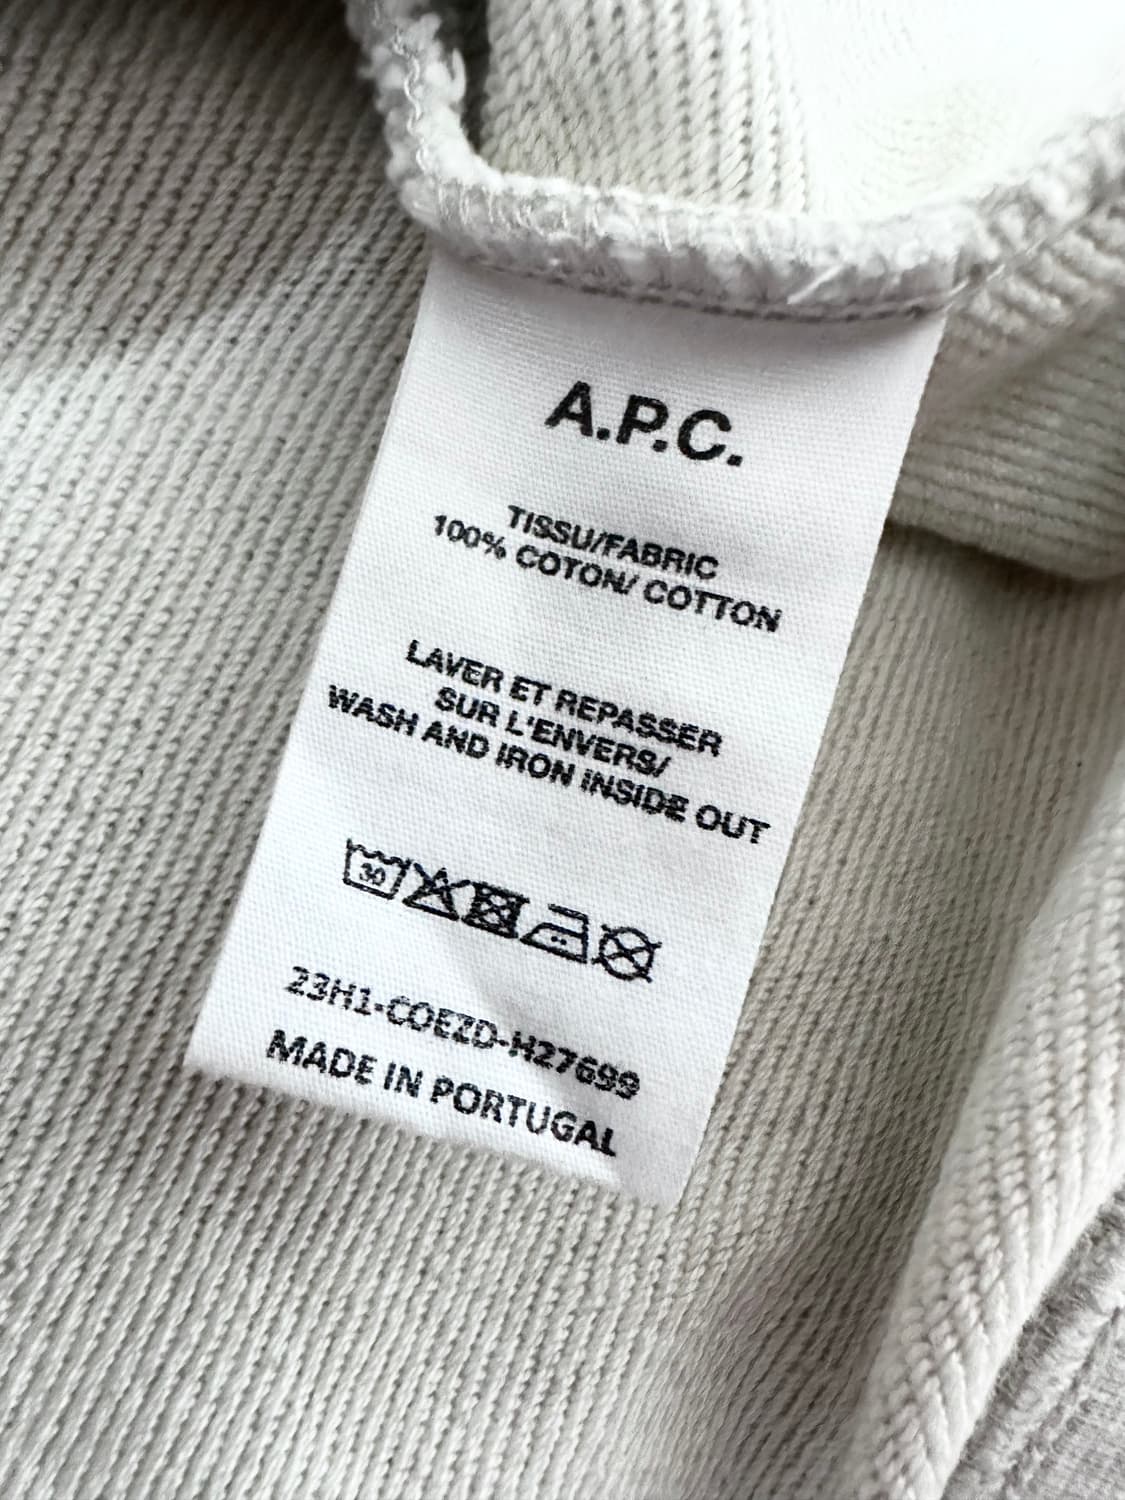 A.P.C.
TISSU/FABRIC
100% COTON/ COTTON
LAVER ET REPASSER
SUR L'ENVERS/
WASH AND IRON INSIDE OUT
30
23H1-COEZD-H27699
MADE IN PORTUGAL